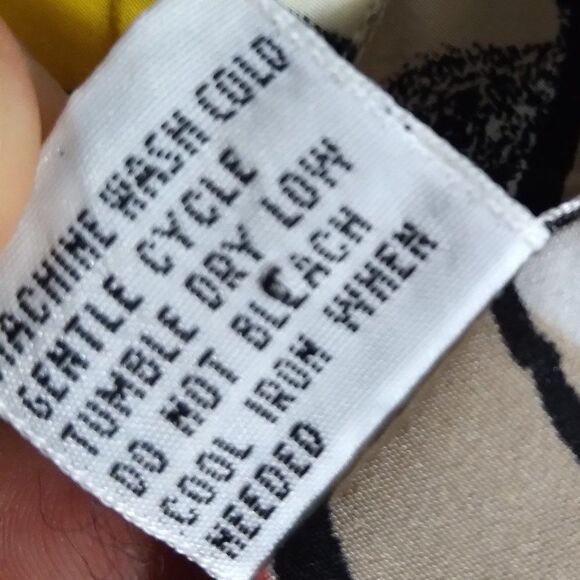 MACHINE WASH COLD
GENTLE CYCLE
TUMBLE DRY LOW
DO NOT BLEACH
COOL IRON WHEN
NEEDED